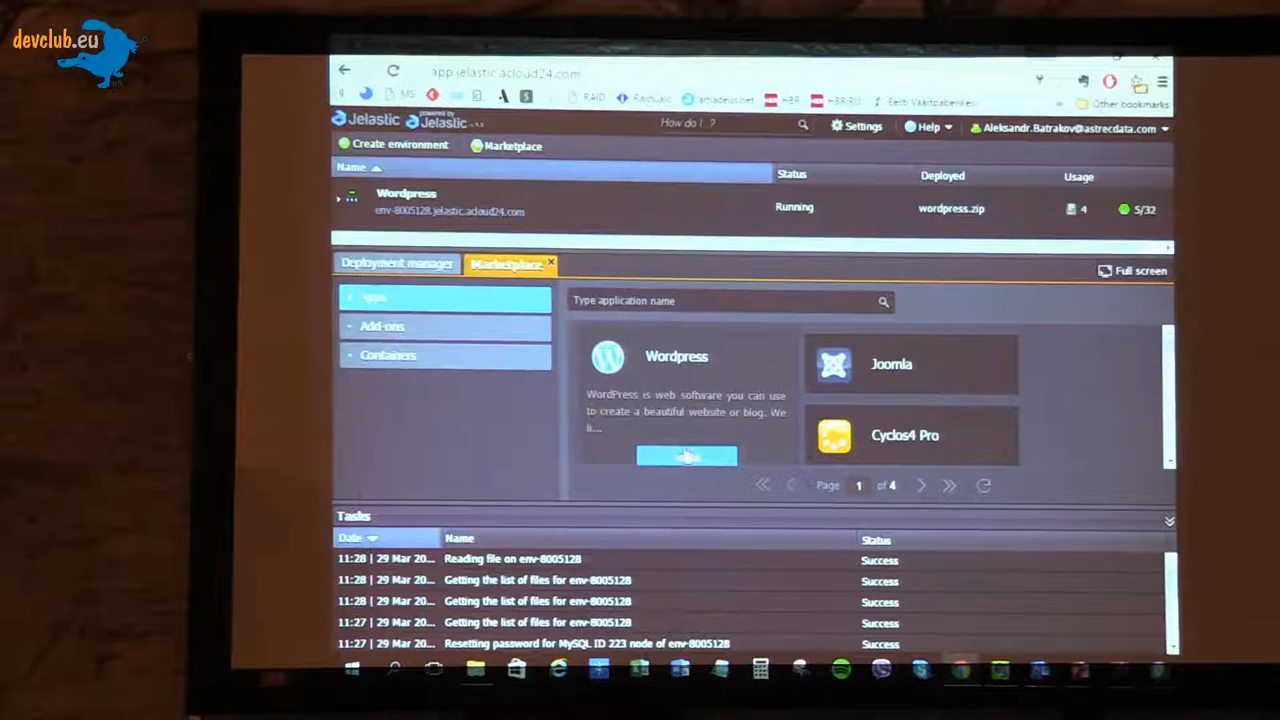 devclub.eu
app.jelastic.acloud24.com
MS
RAID
amadeus.net
HBR
HBR.RU
Eesti Väärtpaberikes
»
Other bookmarks
Jelastic powered by Jelastic
How do I...?
Settings
Help
Aleksandr.Batrakov@astrecdata.com
Create environment
Marketplace
Name Status Deployed Usage
Wordpress
env-8005128.jelastic.acloud24.com
Running
wordpress.zip
4
5/32
Deployment manager
Marketplace
Full screen
Apps
Type application name
Add-ons
Containers
Wordpress
WordPress is web software you can use
to create a beautiful website or blog. We
li...
Joomla
Cyclos4 Pro
Page 1 of 4
Tasks
Date Name Status
11:28 | 29 Mar 20... Reading file on env-8005128 Success
11:28 | 29 Mar 20... Getting the list of files for env-8005128 Success
11:28 | 29 Mar 20... Getting the list of files for env-8005128 Success
11:27 | 29 Mar 20... Getting the list of files for env-8005128 Success
11:27 | 29 Mar 20... Resetting password for MySQL ID 223 node of env-8005128 Success